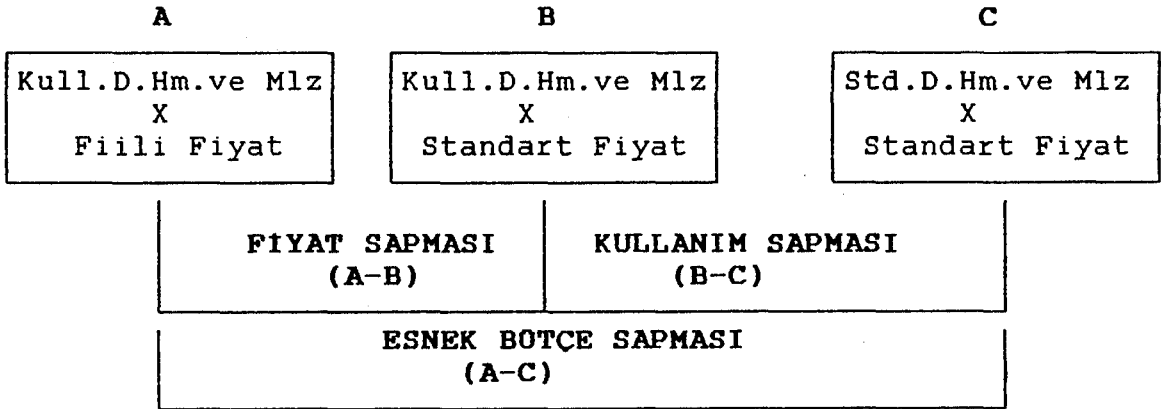 A B C
Kull.D.Hm.ve Mlz Kull.D.Hm.ve Mlz Std.D.Hm.ve Mlz
X X X
Fiili Fiyat Standart Fiyat Standart Fiyat
FİYAT SAPMASI KULLANIM SAPMASI
(A-B) (B-C)
ESNEK BÜTÇE SAPMASI
(A-C)